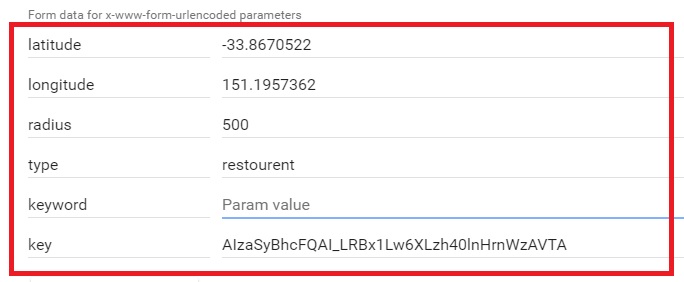 Form data for x-www-form-urlencoded parameters
latitude -33.8670522
longitude 151.1957362
radius 500
type restourent
keyword Param value
key AIzaSyBhcFQAI_LRBx1Lw6XLzh40lnHrnWzAVTA